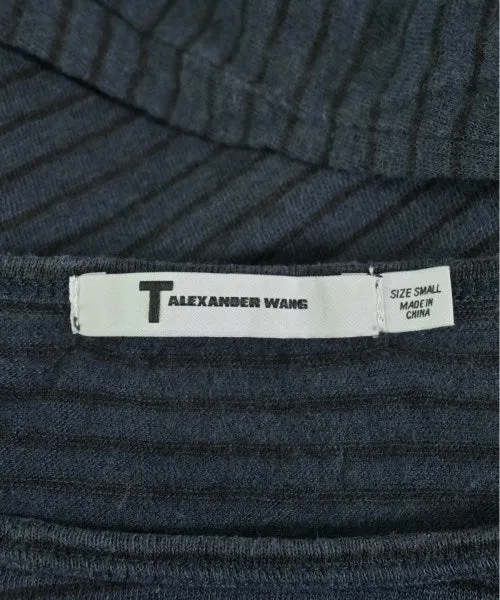 T ALEXANDER WANG
SIZE SMALL
MADE IN
CHINA